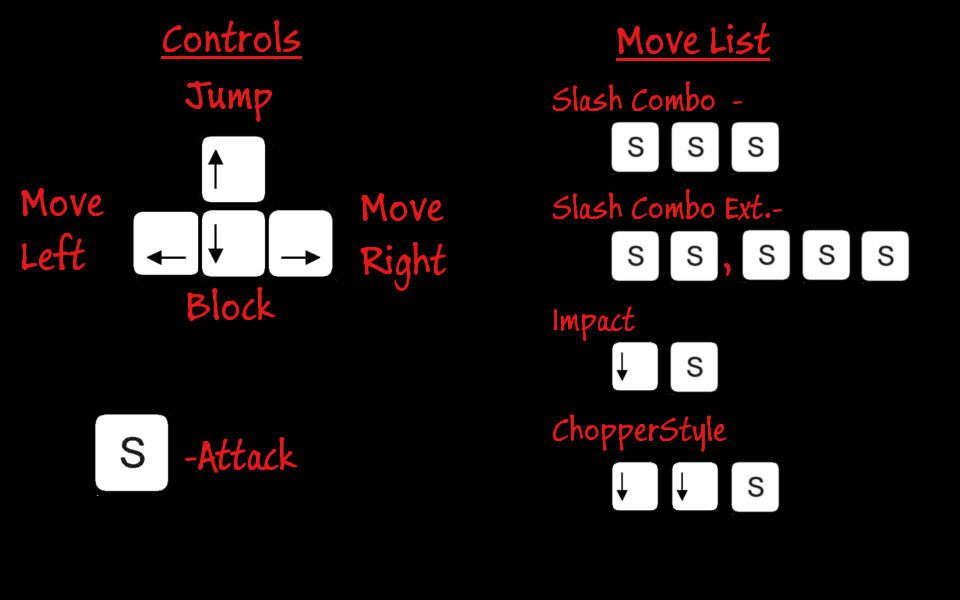 Controls
Jump
↑
Move
Left
← ↓ →
Move
Right
Block
S -Attack
Move List
Slash Combo -
S S S
Slash Combo Ext.-
S S , S S S
Impact
↓ S
ChopperStyle
↓ ↓ S